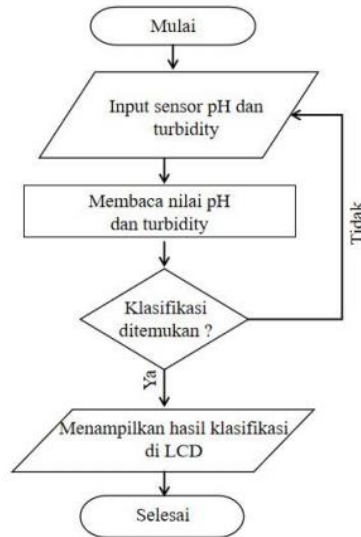 Mulai
Input sensor pH dan
turbidity
Membaca nilai pH
dan turbidity
Tidak
Klasifikasi
ditemukan ?
Ya
Menampilkan hasil klasifikasi
di LCD
Selesai